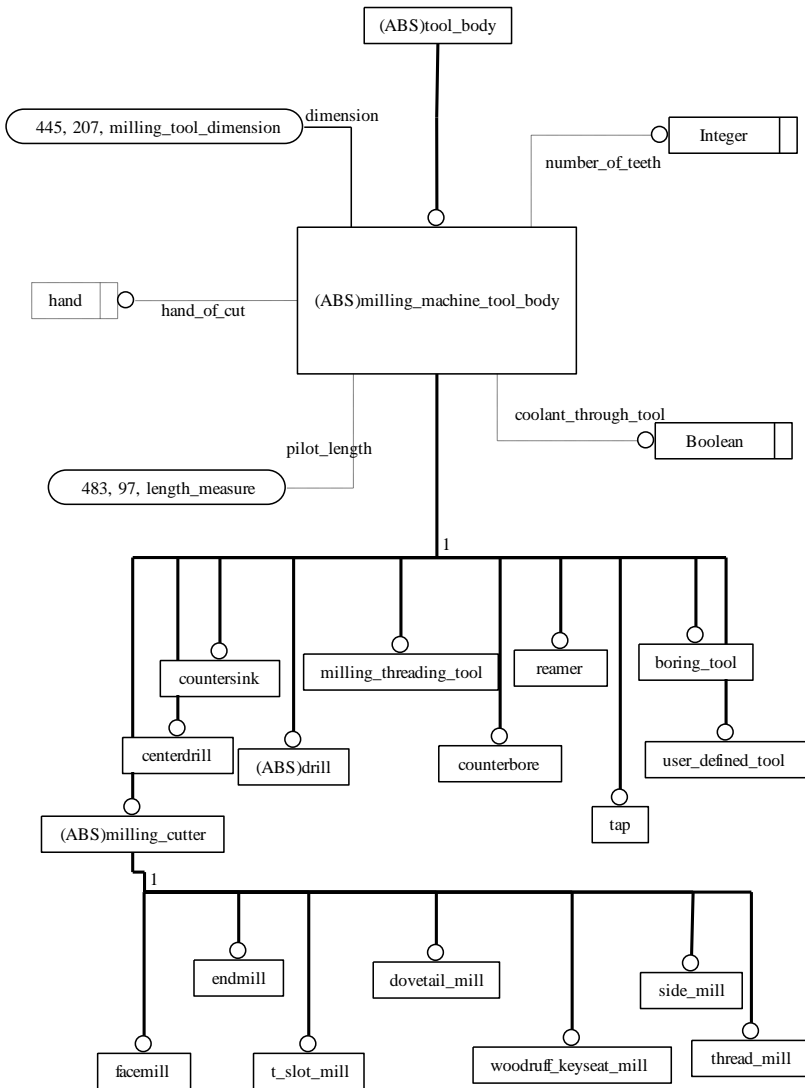 (ABS)tool_body
dimension
445, 207, milling_tool_dimension
Integer
number_of_teeth
hand
hand_of_cut
(ABS)milling_machine_tool_body
coolant_through_tool
Boolean
pilot_length
483, 97, length_measure
1
countersink
milling_threading_tool
reamer
boring_tool
centerdrill
(ABS)drill
counterbore
user_defined_tool
tap
(ABS)milling_cutter
1
endmill
dovetail_mill
side_mill
facemill
t_slot_mill
woodruff_keyseat_mill
thread_mill